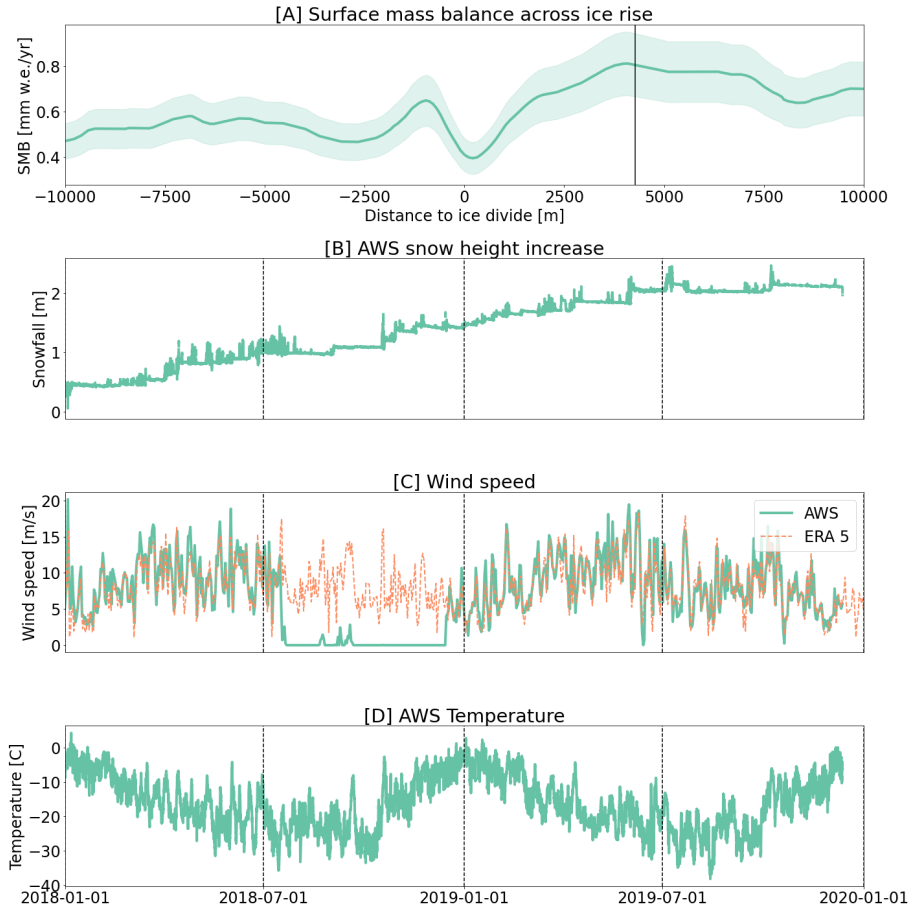 [A] Surface mass balance across ice rise
SMB [mm w.e./yr]
0.8
0.6
0.4
−10000 −7500 −5000 −2500 0 2500 5000 7500 10000
Distance to ice divide [m]
[B] AWS snow height increase
Snowfall [m]
2
1
0
[C] Wind speed
Wind speed [m/s]
20
15
10
5
0
AWS
ERA 5
[D] AWS Temperature
Temperature [C]
0
−10
−20
−30
−40
2018-01-01 2018-07-01 2019-01-01 2019-07-01 2020-01-01